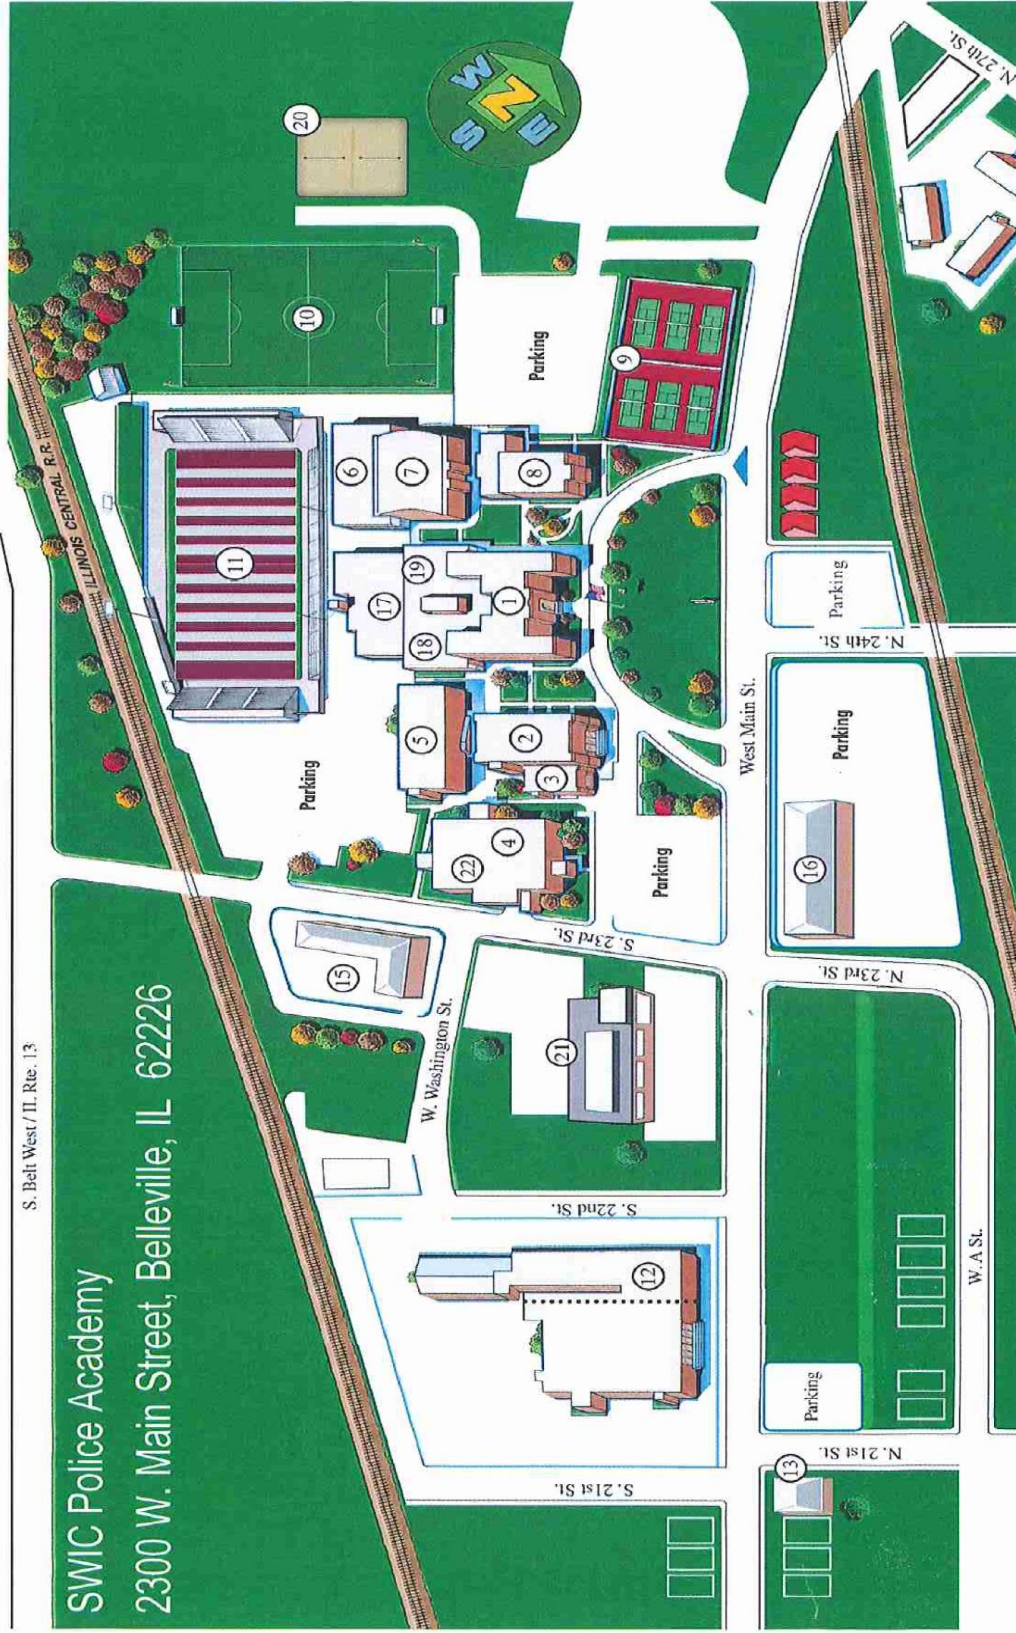 S. Belt West / Il. Rte. 13
SWIC Police Academy
2300 W. Main Street, Belleville, IL 62226
ILLINOIS CENTRAL R.R.
20
10
11
6
7
8
9
17
19
18
1
5
2
3
4
22
15
21
12
16
13
Parking
Parking
Parking
Parking
Parking
Parking
W
N
S
E
S. 23rd St.
W. Washington St.
S. 22nd St.
S. 21st St.
West Main St.
N. 27th St.
N. 24th St.
N. 23rd St.
N. 21st St.
W. A St.